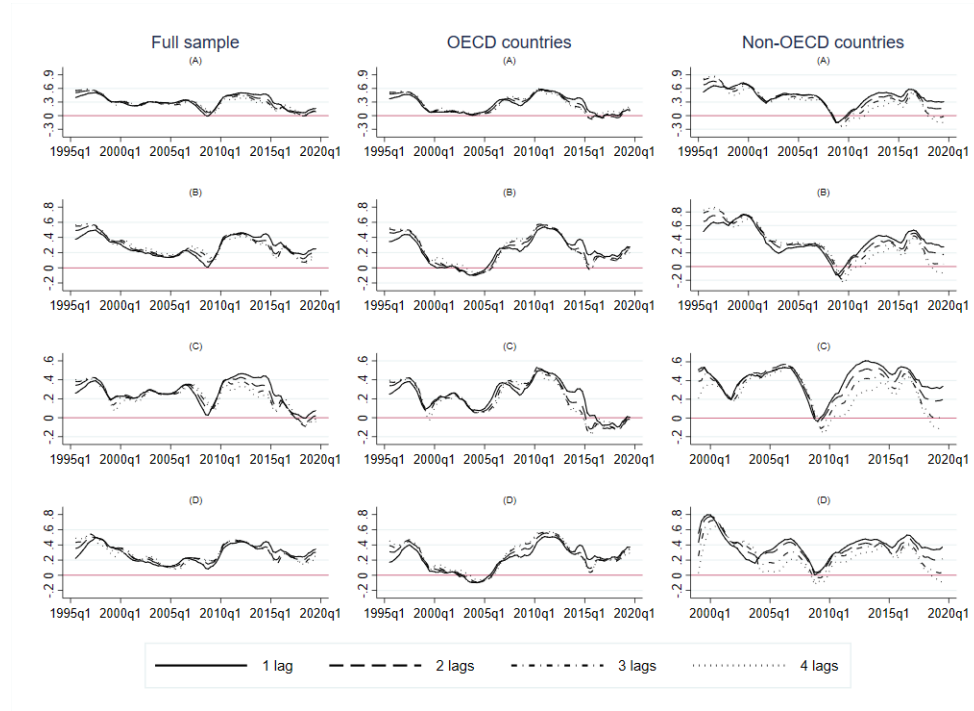 Full sample OECD countries Non-OECD countries
(A) (A) (A)
.9 .9 .9
.6 .6 .6
.3 .3 .3
0 0 0
-.3 -.3 -.3
1995q1 2000q1 2005q1 2010q1 2015q1 2020q1 1995q1 2000q1 2005q1 2010q1 2015q1 2020q1 1995q1 2000q1 2005q1 2010q1 2015q1 2020q1
(B) (B) (B)
.8 .8 .8
.6 .6 .6
.4 .4 .4
.2 .2 .2
0 0 0
-.2 -.2 -.2
1995q1 2000q1 2005q1 2010q1 2015q1 2020q1 1995q1 2000q1 2005q1 2010q1 2015q1 2020q1 1995q1 2000q1 2005q1 2010q1 2015q1 2020q1
(C) (C) (C)
.6 .6 .6
.4 .4 .4
.2 .2 .2
0 0 0
-.2 -.2 -.2
1995q1 2000q1 2005q1 2010q1 2015q1 2020q1 1995q1 2000q1 2005q1 2010q1 2015q1 2020q1 2000q1 2005q1 2010q1 2015q1 2020q1
(D) (D) (D)
.8 .8 .8
.6 .6 .6
.4 .4 .4
.2 .2 .2
0 0 0
-.2 -.2 -.2
1995q1 2000q1 2005q1 2010q1 2015q1 2020q1 1995q1 2000q1 2005q1 2010q1 2015q1 2020q1 2000q1 2005q1 2010q1 2015q1 2020q1
1 lag 2 lags 3 lags 4 lags